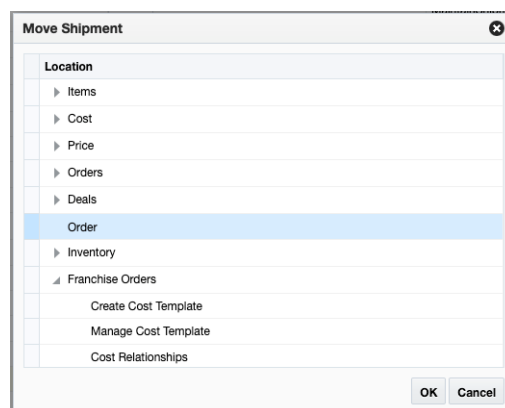 Move Shipment
Location
Items
Cost
Price
Orders
Deals
Order
Inventory
Franchise Orders
Create Cost Template
Manage Cost Template
Cost Relationships
OK Cancel